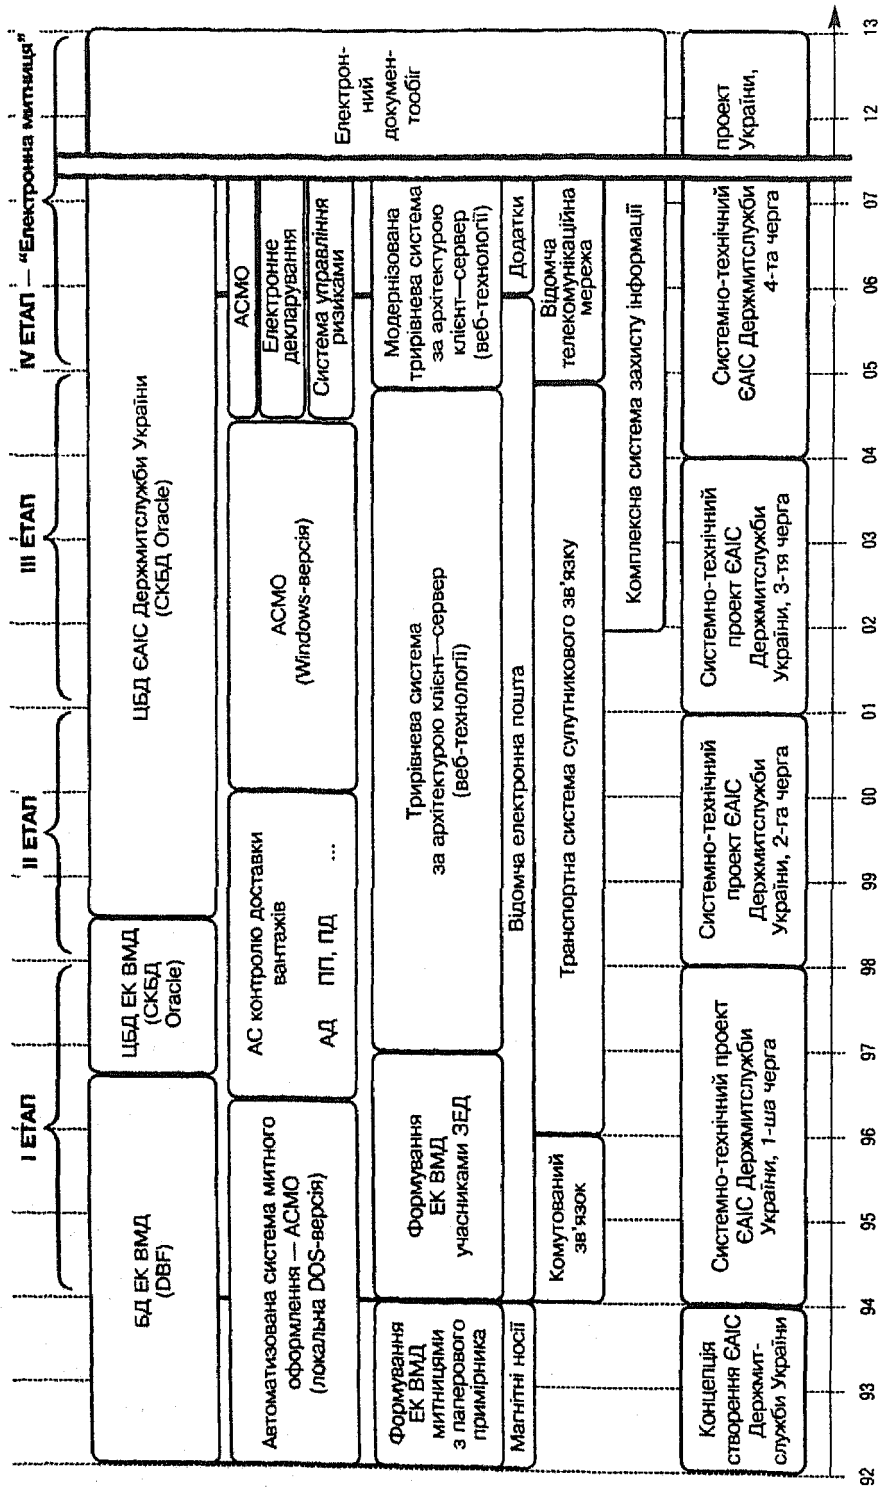 I ЕТАП
II ЕТАП
III ЕТАП
IV ЕТАП — “Електронна митниця”
БД ЕК ВМД
(DBF)
ЦБД ЕК ВМД
(СКБД
Oracle)
ЦБД ЄАІС Держмитслужби України
(СКБД Oracle)
Автоматизована система митного
оформлення — АСМО
(локальна DOS-версія)
АС контролю доставки
вантажів
АД ПП, ПД ...
АСМО
(Windows-версія)
АСМО
Електронне
декларування
Система управління
ризиками
Електрон-
ний
докумен-
тообіг
Формування
ЕК ВМД
митницями
з паперового
примірника
Формування
ЕК ВМД
учасниками ЗЕД
Трирівнева система
за архітектурою клієнт—сервер
(веб-технології)
Модернізована
трирівнева система
за архітектурою
клієнт—сервер
(веб-технології)
Магнітні носії
Відомча електронна пошта
Додатки
Комутований
зв’язок
Транспортна система супутникового зв’язку
Відомча
телекомунікаційна
мережа
Комплексна система захисту інформації
Концепція
створення ЄАІС
Держмит-
служби України
Системно-технічний проект
ЄАІС Держмитслужби
України, 1-ша черга
Системно-технічний
проект ЄАІС
Держмитслужби
України, 2-га черга
Системно-технічний
проект ЄАІС
Держмитслужби
України, 3-тя черга
Системно-технічний проект
ЄАІС Держмитслужби України,
4-та черга
92 93 94 95 96 97 98 99 00 01 02 03 04 05 06 07 12 13